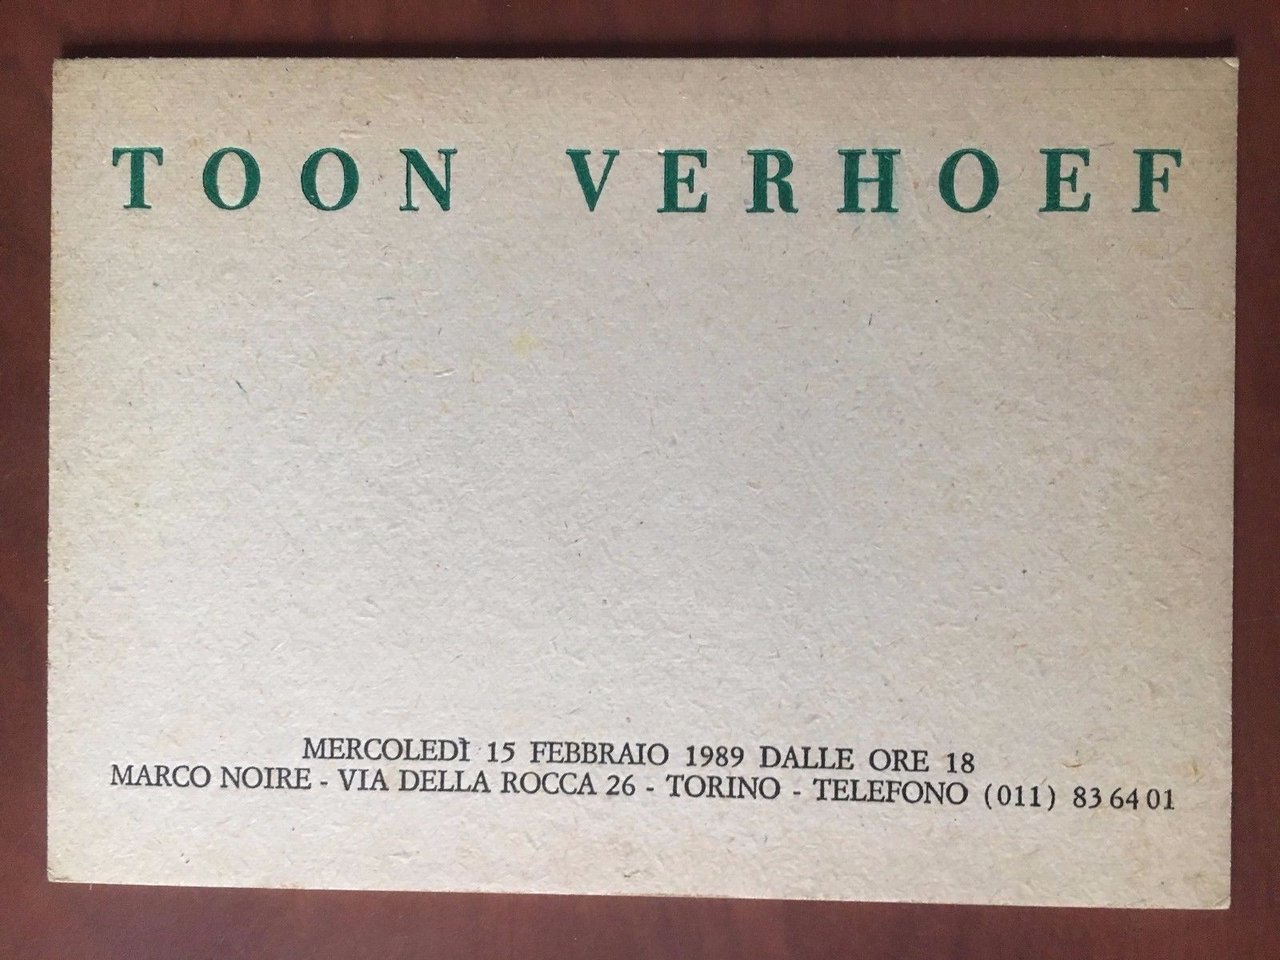 TOON VERHOEF
MERCOLEDÌ 15 FEBBRAIO 1989 DALLE ORE 18
MARCO NOIRE - VIA DELLA ROCCA 26 - TORINO - TELEFONO (011) 83 64 01